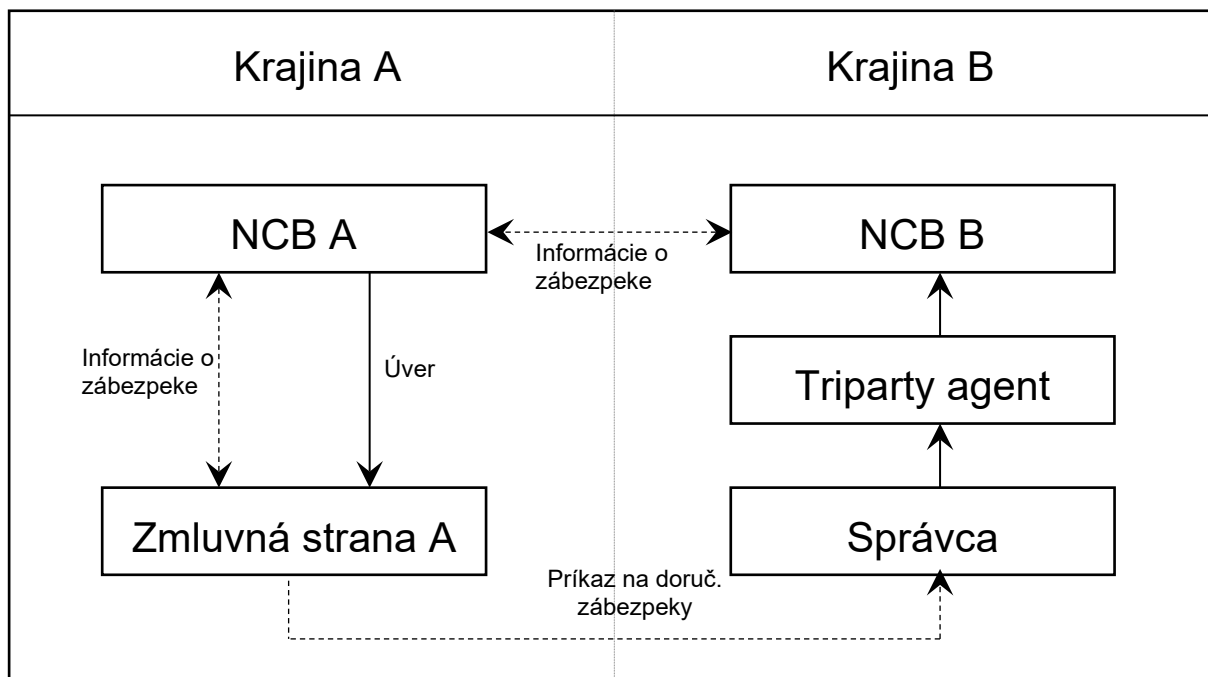 Krajina A
Krajina B
NCB A
NCB B
Informácie o
zábezpeke
Informácie o
zábezpeke
Úver
Triparty agent
Zmluvná strana A
Správca
Príkaz na doruč.
zábezpeky